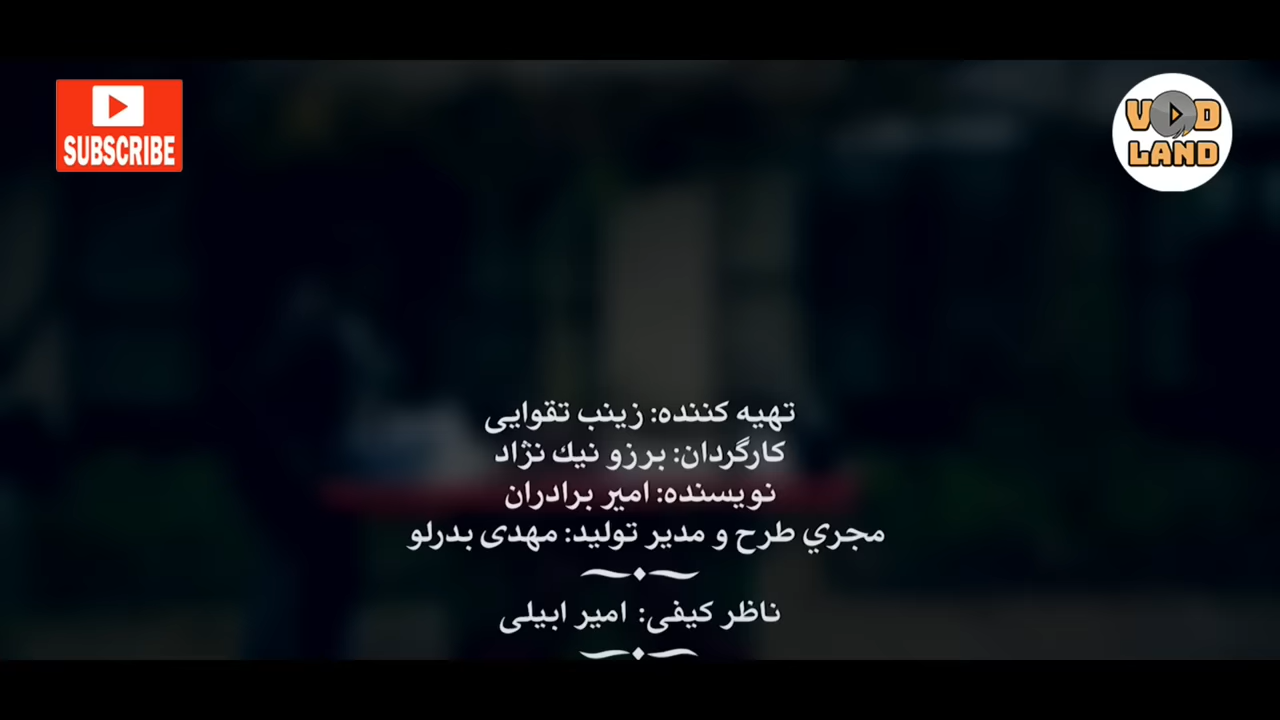 SUBSCRIBE
VOD
LAND
تهیه کننده: زینب تقوایی
کارگردان: برزو نيك نژاد
نویسنده: امیر برادران
مجري طرح و مدیر تولید: مهدی بدرلو
ناظر کیفی: امیر ابیلی